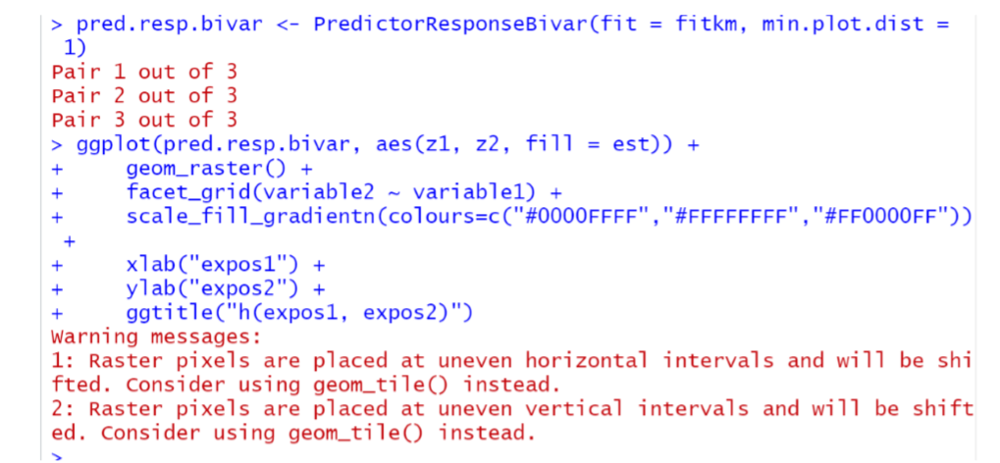 > pred.resp.bivar <- PredictorResponseBivar(fit = fitkm, min.plot.dist =
 1)
Pair 1 out of 3
Pair 2 out of 3
Pair 3 out of 3
> ggplot(pred.resp.bivar, aes(z1, z2, fill = est)) +
+     geom_raster() +
+     facet_grid(variable2 ~ variable1) +
+     scale_fill_gradientn(colours=c("#0000FFFF","#FFFFFFFF","#FF0000FF"))
 +
+     xlab("expos1") +
+     ylab("expos2") +
+     ggtitle("h(expos1, expos2)")
Warning messages:
1: Raster pixels are placed at uneven horizontal intervals and will be shi
fted. Consider using geom_tile() instead.
2: Raster pixels are placed at uneven vertical intervals and will be shift
ed. Consider using geom_tile() instead.
>